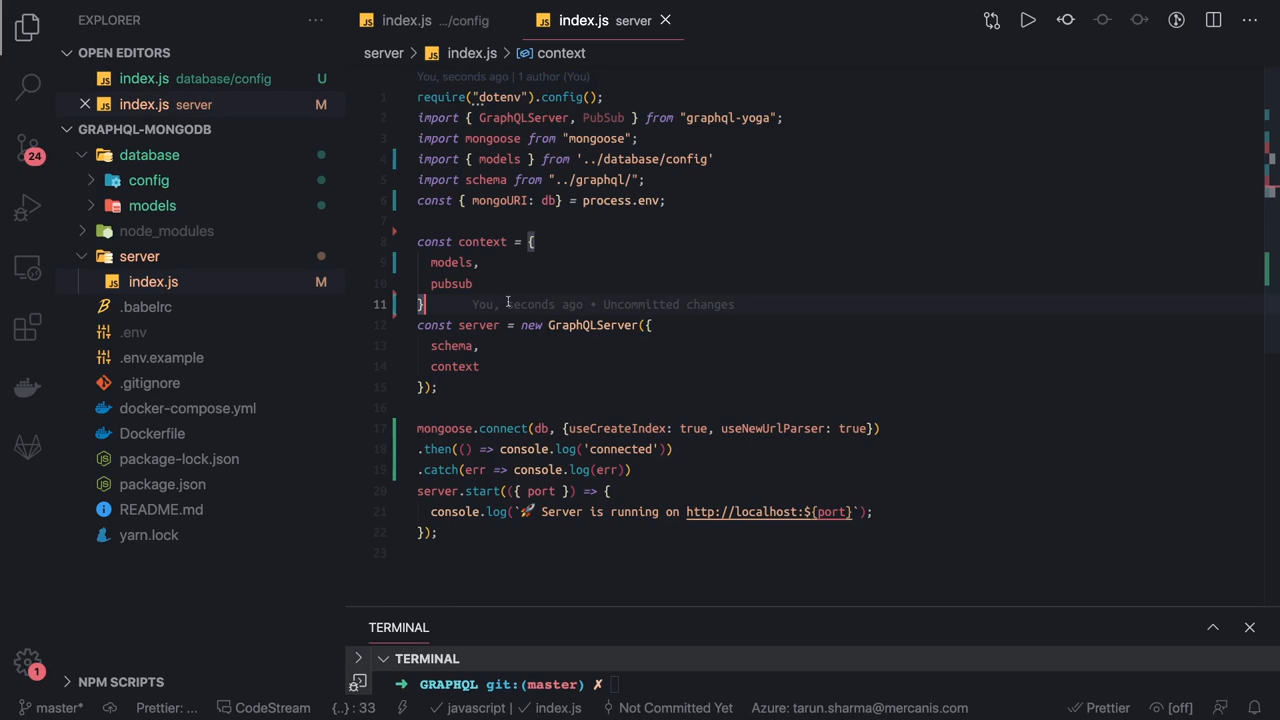 EXPLORER
OPEN EDITORS
JS index.js database/config U
JS index.js server M
GRAPHQL-MONGODB
database
config
models
node_modules
server
JS index.js M
.babelrc
.env
.env.example
.gitignore
docker-compose.yml
Dockerfile
package-lock.json
package.json
README.md
yarn.lock
NPM SCRIPTS
24
1
JS index.js .../config
JS index.js server
server > JS index.js > context
You, seconds ago | 1 author (You)
1 require("dotenv").config();
2 import { GraphQLServer, PubSub } from "graphql-yoga";
3 import mongoose from "mongoose";
4 import { models } from '../database/config'
5 import schema from "../graphql/";
6 const { mongoURI: db} = process.env;
7
8 const context = {
9 models,
10 pubsub
11 } You, seconds ago • Uncommitted changes
12 const server = new GraphQLServer({
13 schema,
14 context
15 });
16
17 mongoose.connect(db, {useCreateIndex: true, useNewUrlParser: true})
18 .then(() => console.log('connected'))
19 .catch(err => console.log(err))
20 server.start(({ port }) => {
21 console.log(`🚀 Server is running on http://localhost:${port}`);
22 });
23
TERMINAL
TERMINAL
➜ GRAPHQL git:(master) ✗
master* Prettier: ... CodeStream {..} : 33 ✓ javascript | ✓ index.js Not Committed Yet Azure: tarun.sharma@mercanis.com Prettier [off]